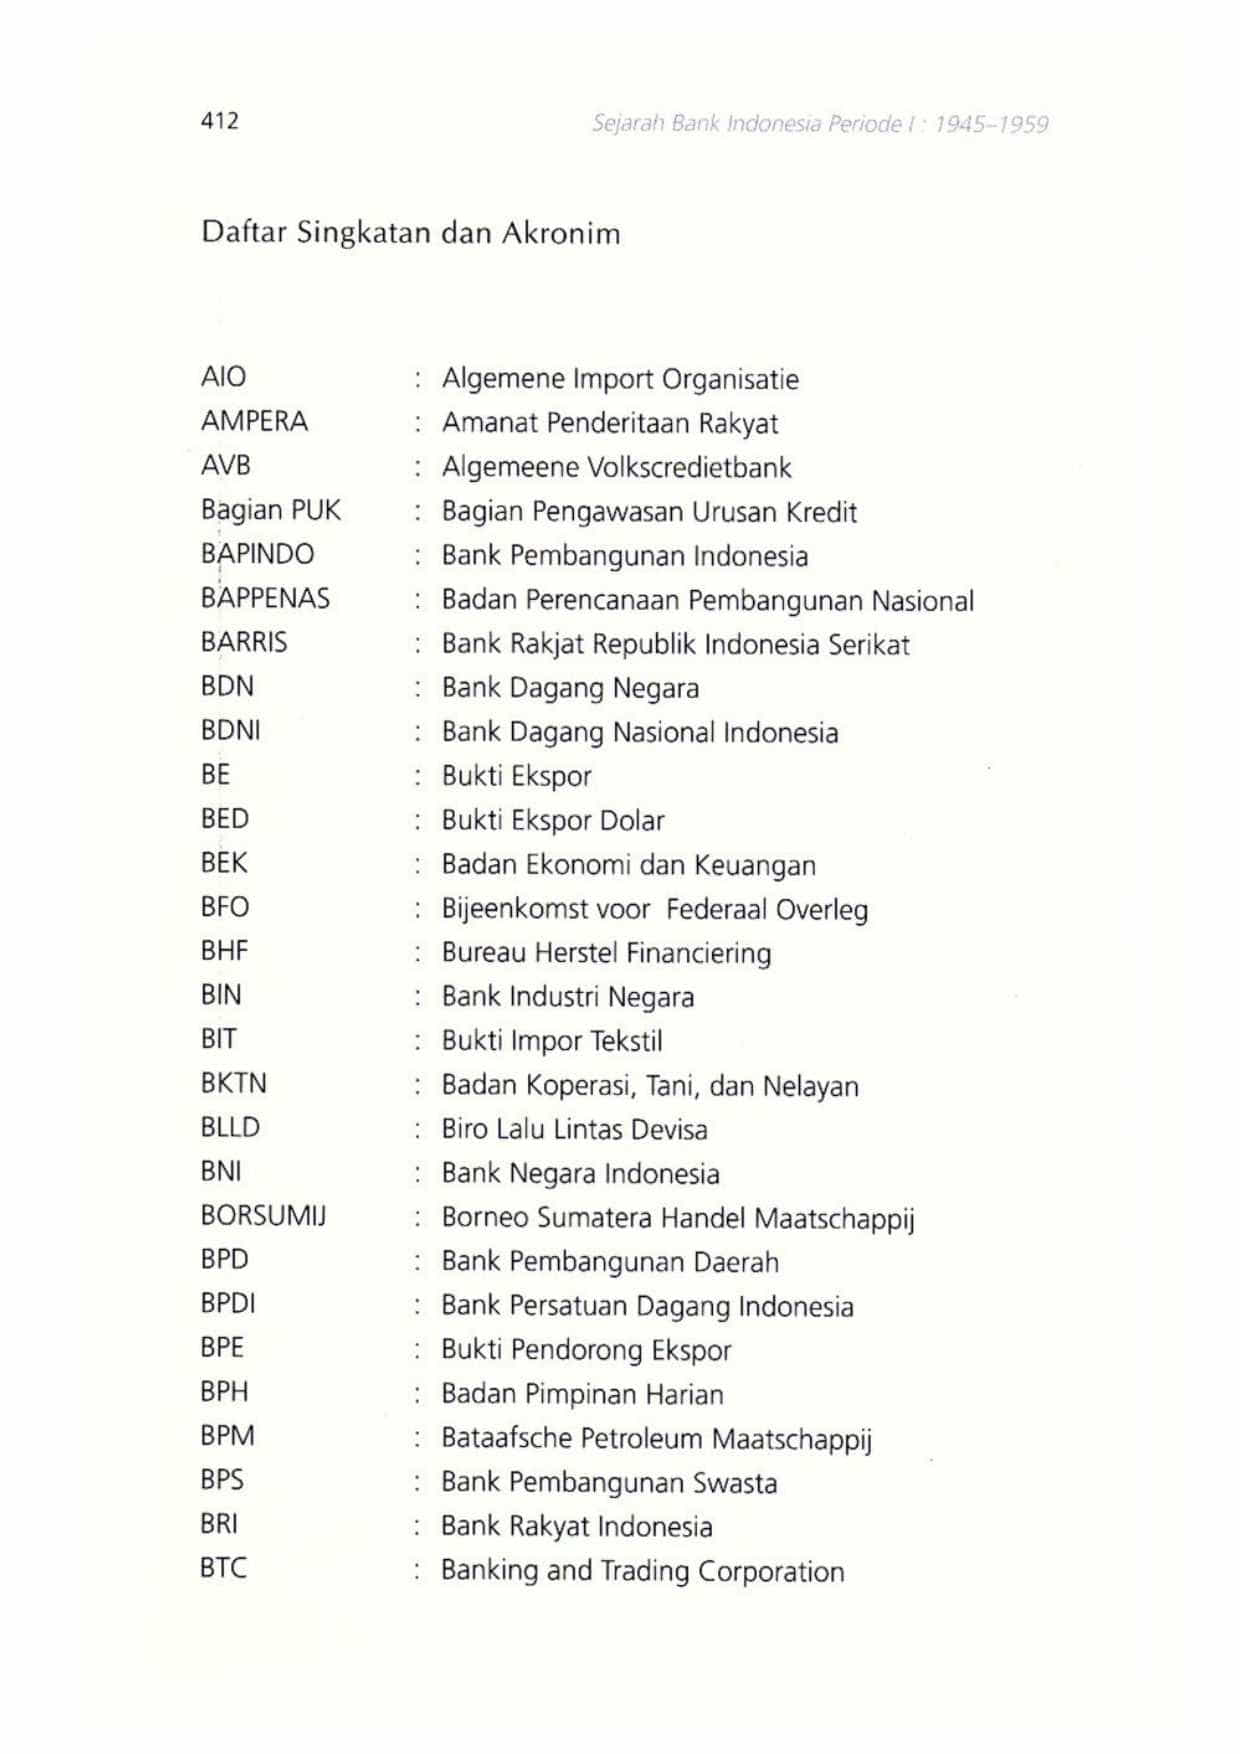 412 Sejarah Bank Indonesia Periode I : 1945–1959
Daftar Singkatan dan Akronim
AIO : Algemene Import Organisatie
AMPERA : Amanat Penderitaan Rakyat
AVB : Algemeene Volkscredietbank
Bagian PUK : Bagian Pengawasan Urusan Kredit
BAPINDO : Bank Pembangunan Indonesia
BAPPENAS : Badan Perencanaan Pembangunan Nasional
BARRIS : Bank Rakjat Republik Indonesia Serikat
BDN : Bank Dagang Negara
BDNI : Bank Dagang Nasional Indonesia
BE : Bukti Ekspor
BED : Bukti Ekspor Dolar
BEK : Badan Ekonomi dan Keuangan
BFO : Bijeenkomst voor Federaal Overleg
BHF : Bureau Herstel Financiering
BIN : Bank Industri Negara
BIT : Bukti Impor Tekstil
BKTN : Badan Koperasi, Tani, dan Nelayan
BLLD : Biro Lalu Lintas Devisa
BNI : Bank Negara Indonesia
BORSUMIJ : Borneo Sumatera Handel Maatschappij
BPD : Bank Pembangunan Daerah
BPDI : Bank Persatuan Dagang Indonesia
BPE : Bukti Pendorong Ekspor
BPH : Badan Pimpinan Harian
BPM : Bataafsche Petroleum Maatschappij
BPS : Bank Pembangunan Swasta
BRI : Bank Rakyat Indonesia
BTC : Banking and Trading Corporation